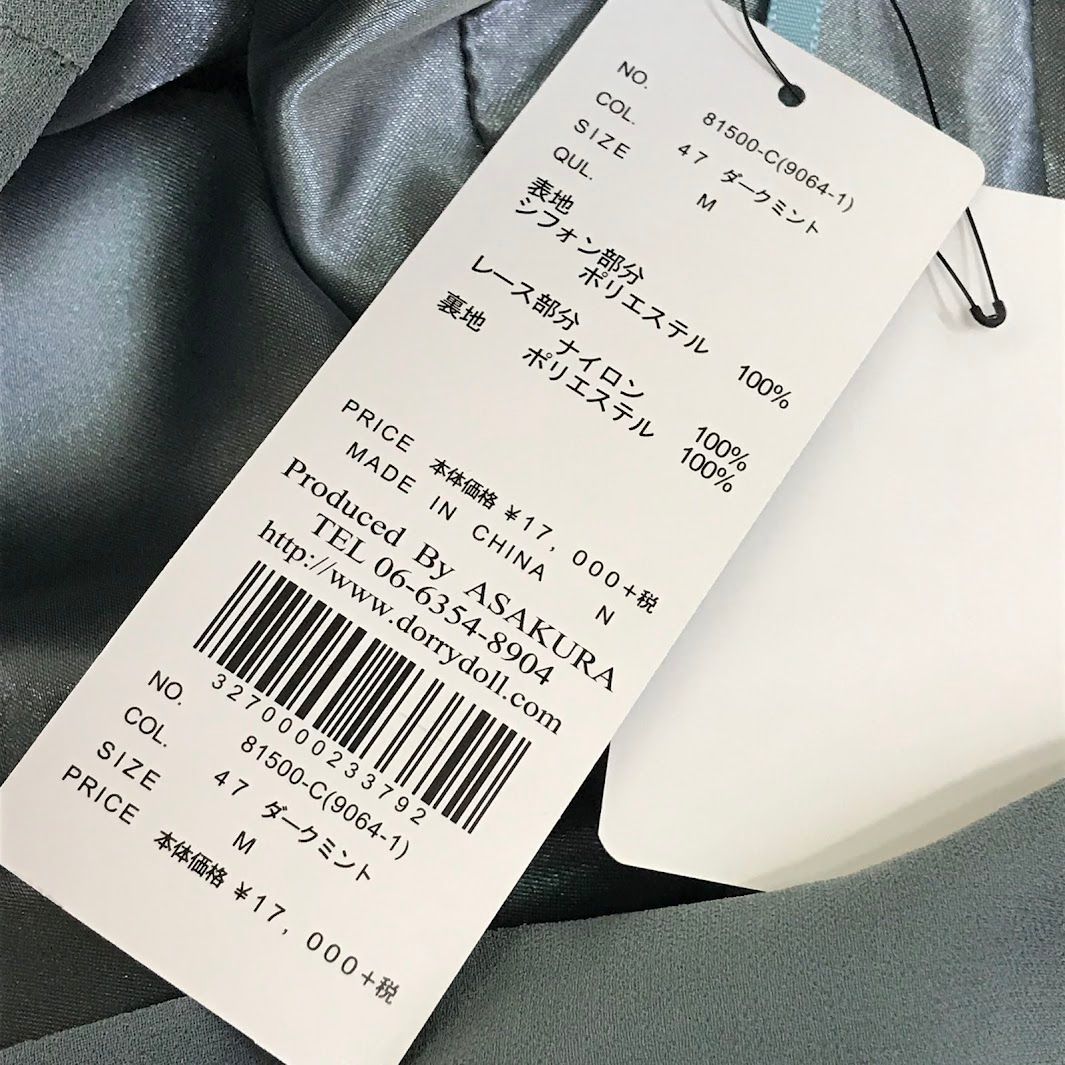 NO. 81500-C(9064-1)
COL. 47 ダークミント
SIZE M
QUL.
表地
シフォン部分
ポリエステル 100%
レース部分
ナイロン 100%
裏地 ポリエステル 100%
PRICE 本体価格 ¥17,000+税
MADE IN CHINA N
Produced By ASAKURA
TEL 06-6354-8904
http://www.dorrydoll.com
3270000233792
NO. 81500-C(9064-1)
COL. 47 ダークミント
SIZE M
PRICE 本体価格 ¥17,000+税